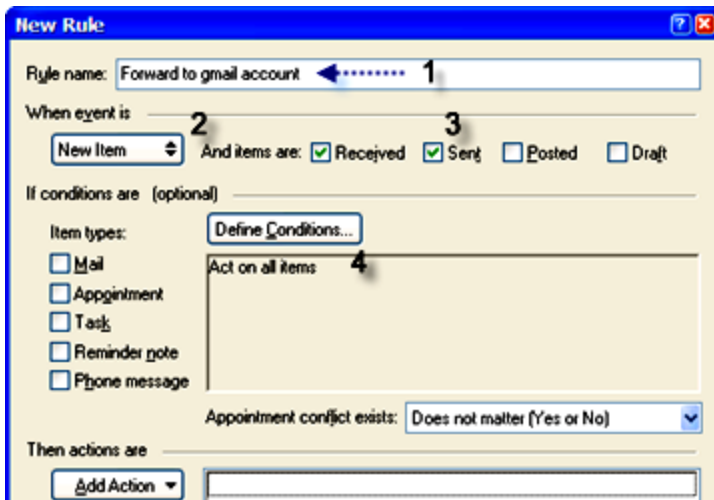 New Rule
Rule name: Forward to gmail account 1
When event is
2 3
New Item And items are: Received Sent Posted Draft
If conditions are (optional)
Item types: Define Conditions...
4
Mail Act on all items
Appointment
Task
Reminder note
Phone message
Appointment conflict exists: Does not matter (Yes or No)
Then actions are
Add Action